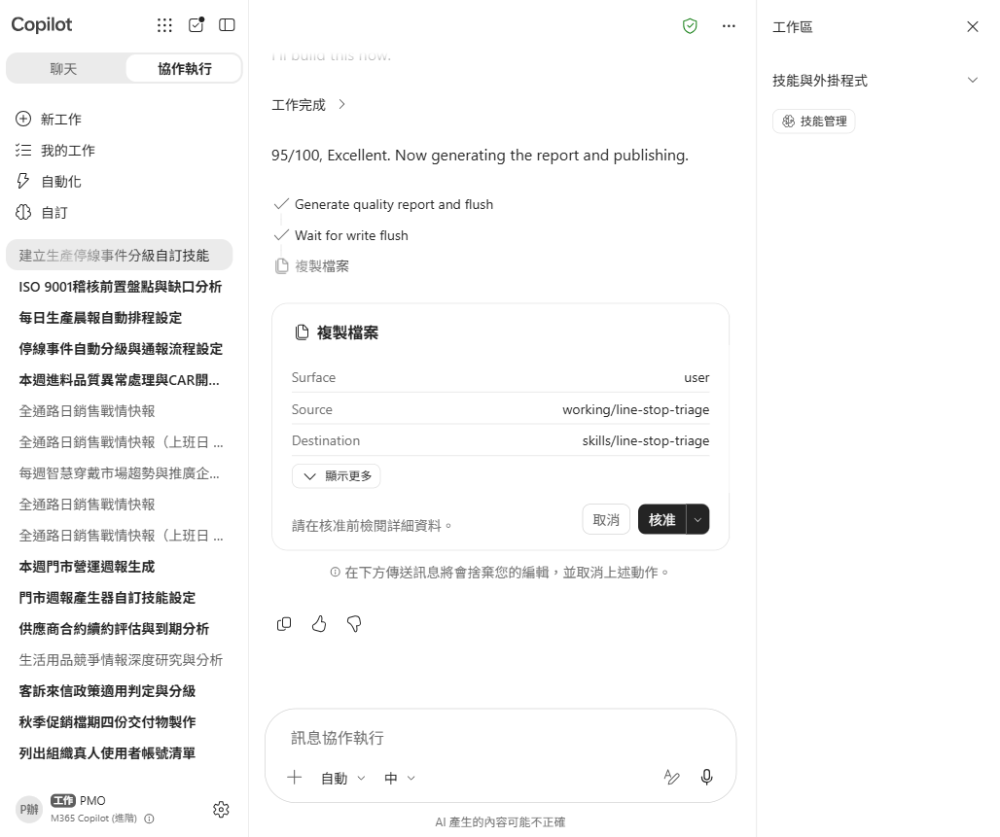 Copilot
聊天
協作執行
新工作
我的工作
自動化
自訂
建立生產停線事件分級自訂技能
ISO 9001稽核前置盤點與缺口分析
每日生產晨報自動排程設定
停線事件自動分級與通報流程設定
本週進料品質異常處理與CAR開...
全通路日銷售戰情快報
全通路日銷售戰情快報（上班日 ...
每週智慧穿戴市場趨勢與推廣企...
全通路日銷售戰情快報
全通路日銷售戰情快報（上班日 ...
本週門市營運週報生成
門市週報產生器自訂技能設定
供應商合約續約評估與到期分析
生活用品競爭情報深度研究與分析
客訴來信政策適用判定與分級
秋季促銷檔期四份交付物製作
列出組織真人使用者帳號清單
P辦
工作 PMO
M365 Copilot (進階)
I'll build this now.
工作完成
95/100, Excellent. Now generating the report and publishing.
Generate quality report and flush
Wait for write flush
複製檔案
複製檔案
Surface user
Source working/line-stop-triage
Destination skills/line-stop-triage
顯示更多
請在核准前檢閱詳細資料。
取消
核准
在下方傳送訊息將會捨棄您的編輯，並取消上述動作。
訊息協作執行
自動
中
AI 產生的內容可能不正確
工作區
技能與外掛程式
技能管理